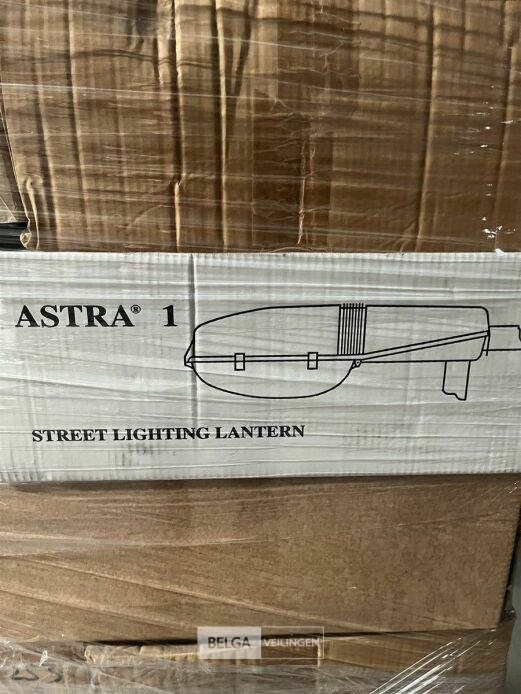 ASTRA® 1
STREET LIGHTING LANTERN
BELGA VEILINGEN